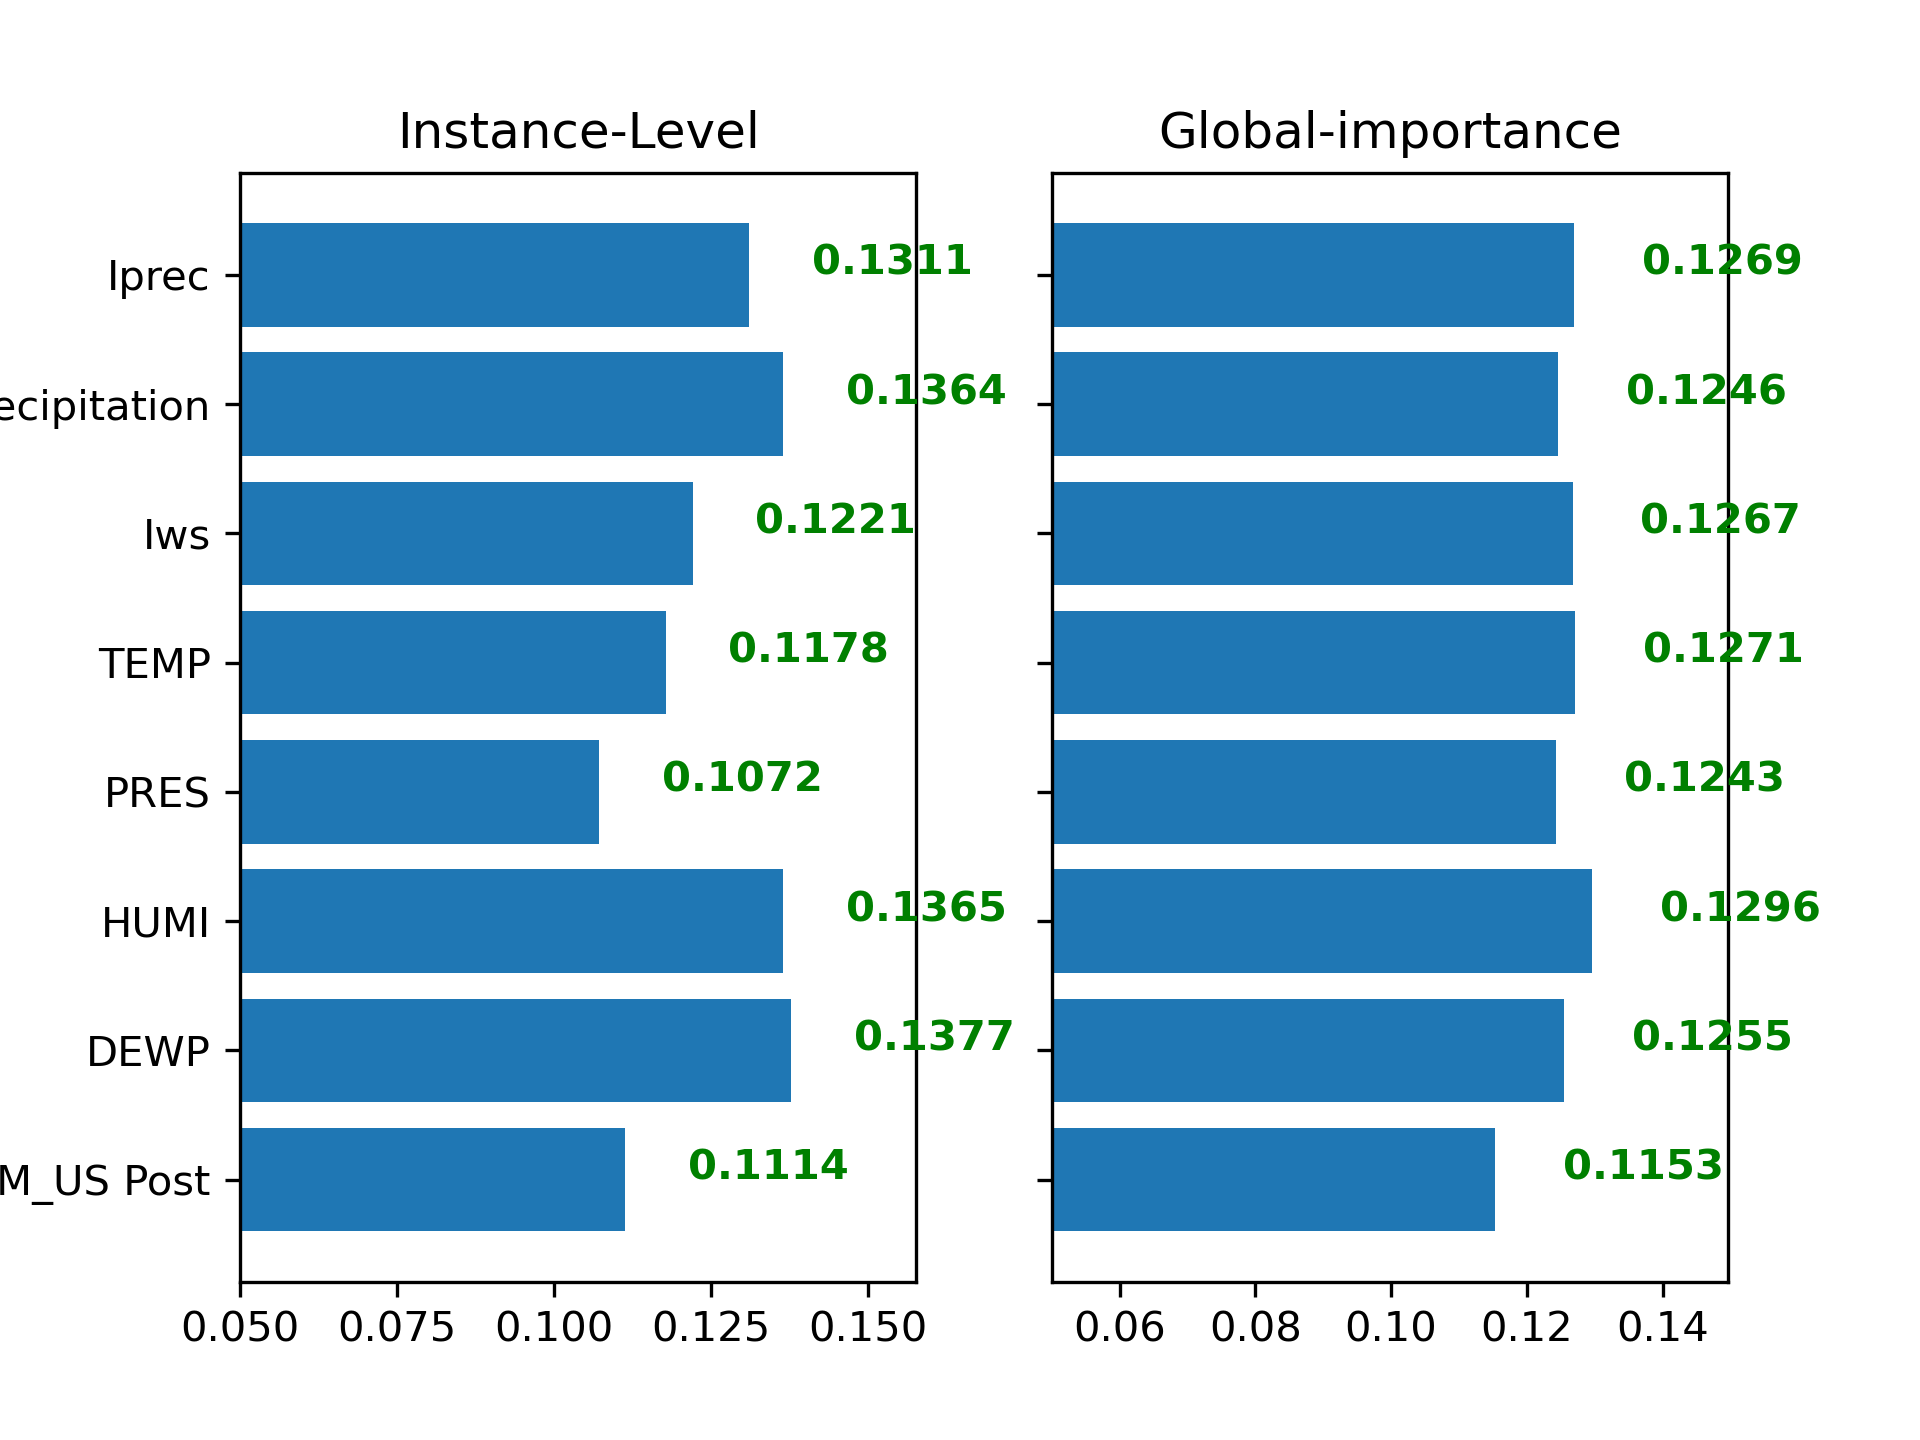 Instance-Level
Iprec
0.1311
ecipitation
0.1364
Iws
0.1221
TEMP
0.1178
PRES
0.1072
HUMI
0.1365
DEWP
0.1377
M_US Post
0.1114
0.050 0.075 0.100 0.125 0.150
Global-importance
0.1269
0.1246
0.1267
0.1271
0.1243
0.1296
0.1255
0.1153
0.06 0.08 0.10 0.12 0.14